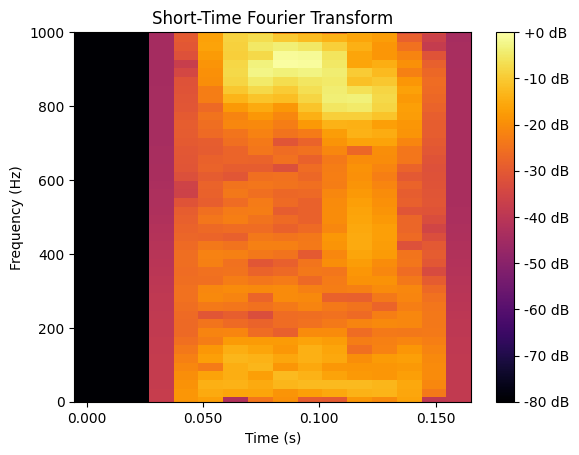 Short-Time Fourier Transform
1000
800
600
400
200
0
Frequency (Hz)
0.000
0.050
0.100
0.150
Time (s)
+0 dB
-10 dB
-20 dB
-30 dB
-40 dB
-50 dB
-60 dB
-70 dB
-80 dB